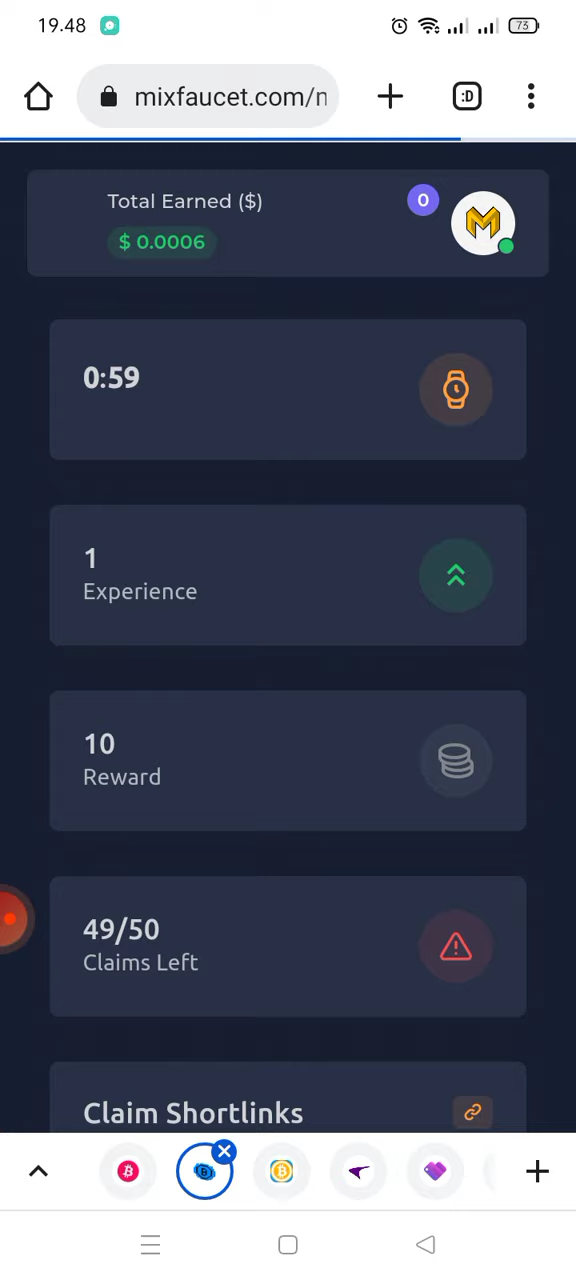 19.48
73
mixfaucet.com/n
:D
Total Earned ($)
0
$ 0.0006
0:59
1
Experience
10
Reward
49/50
Claims Left
Claim Shortlinks